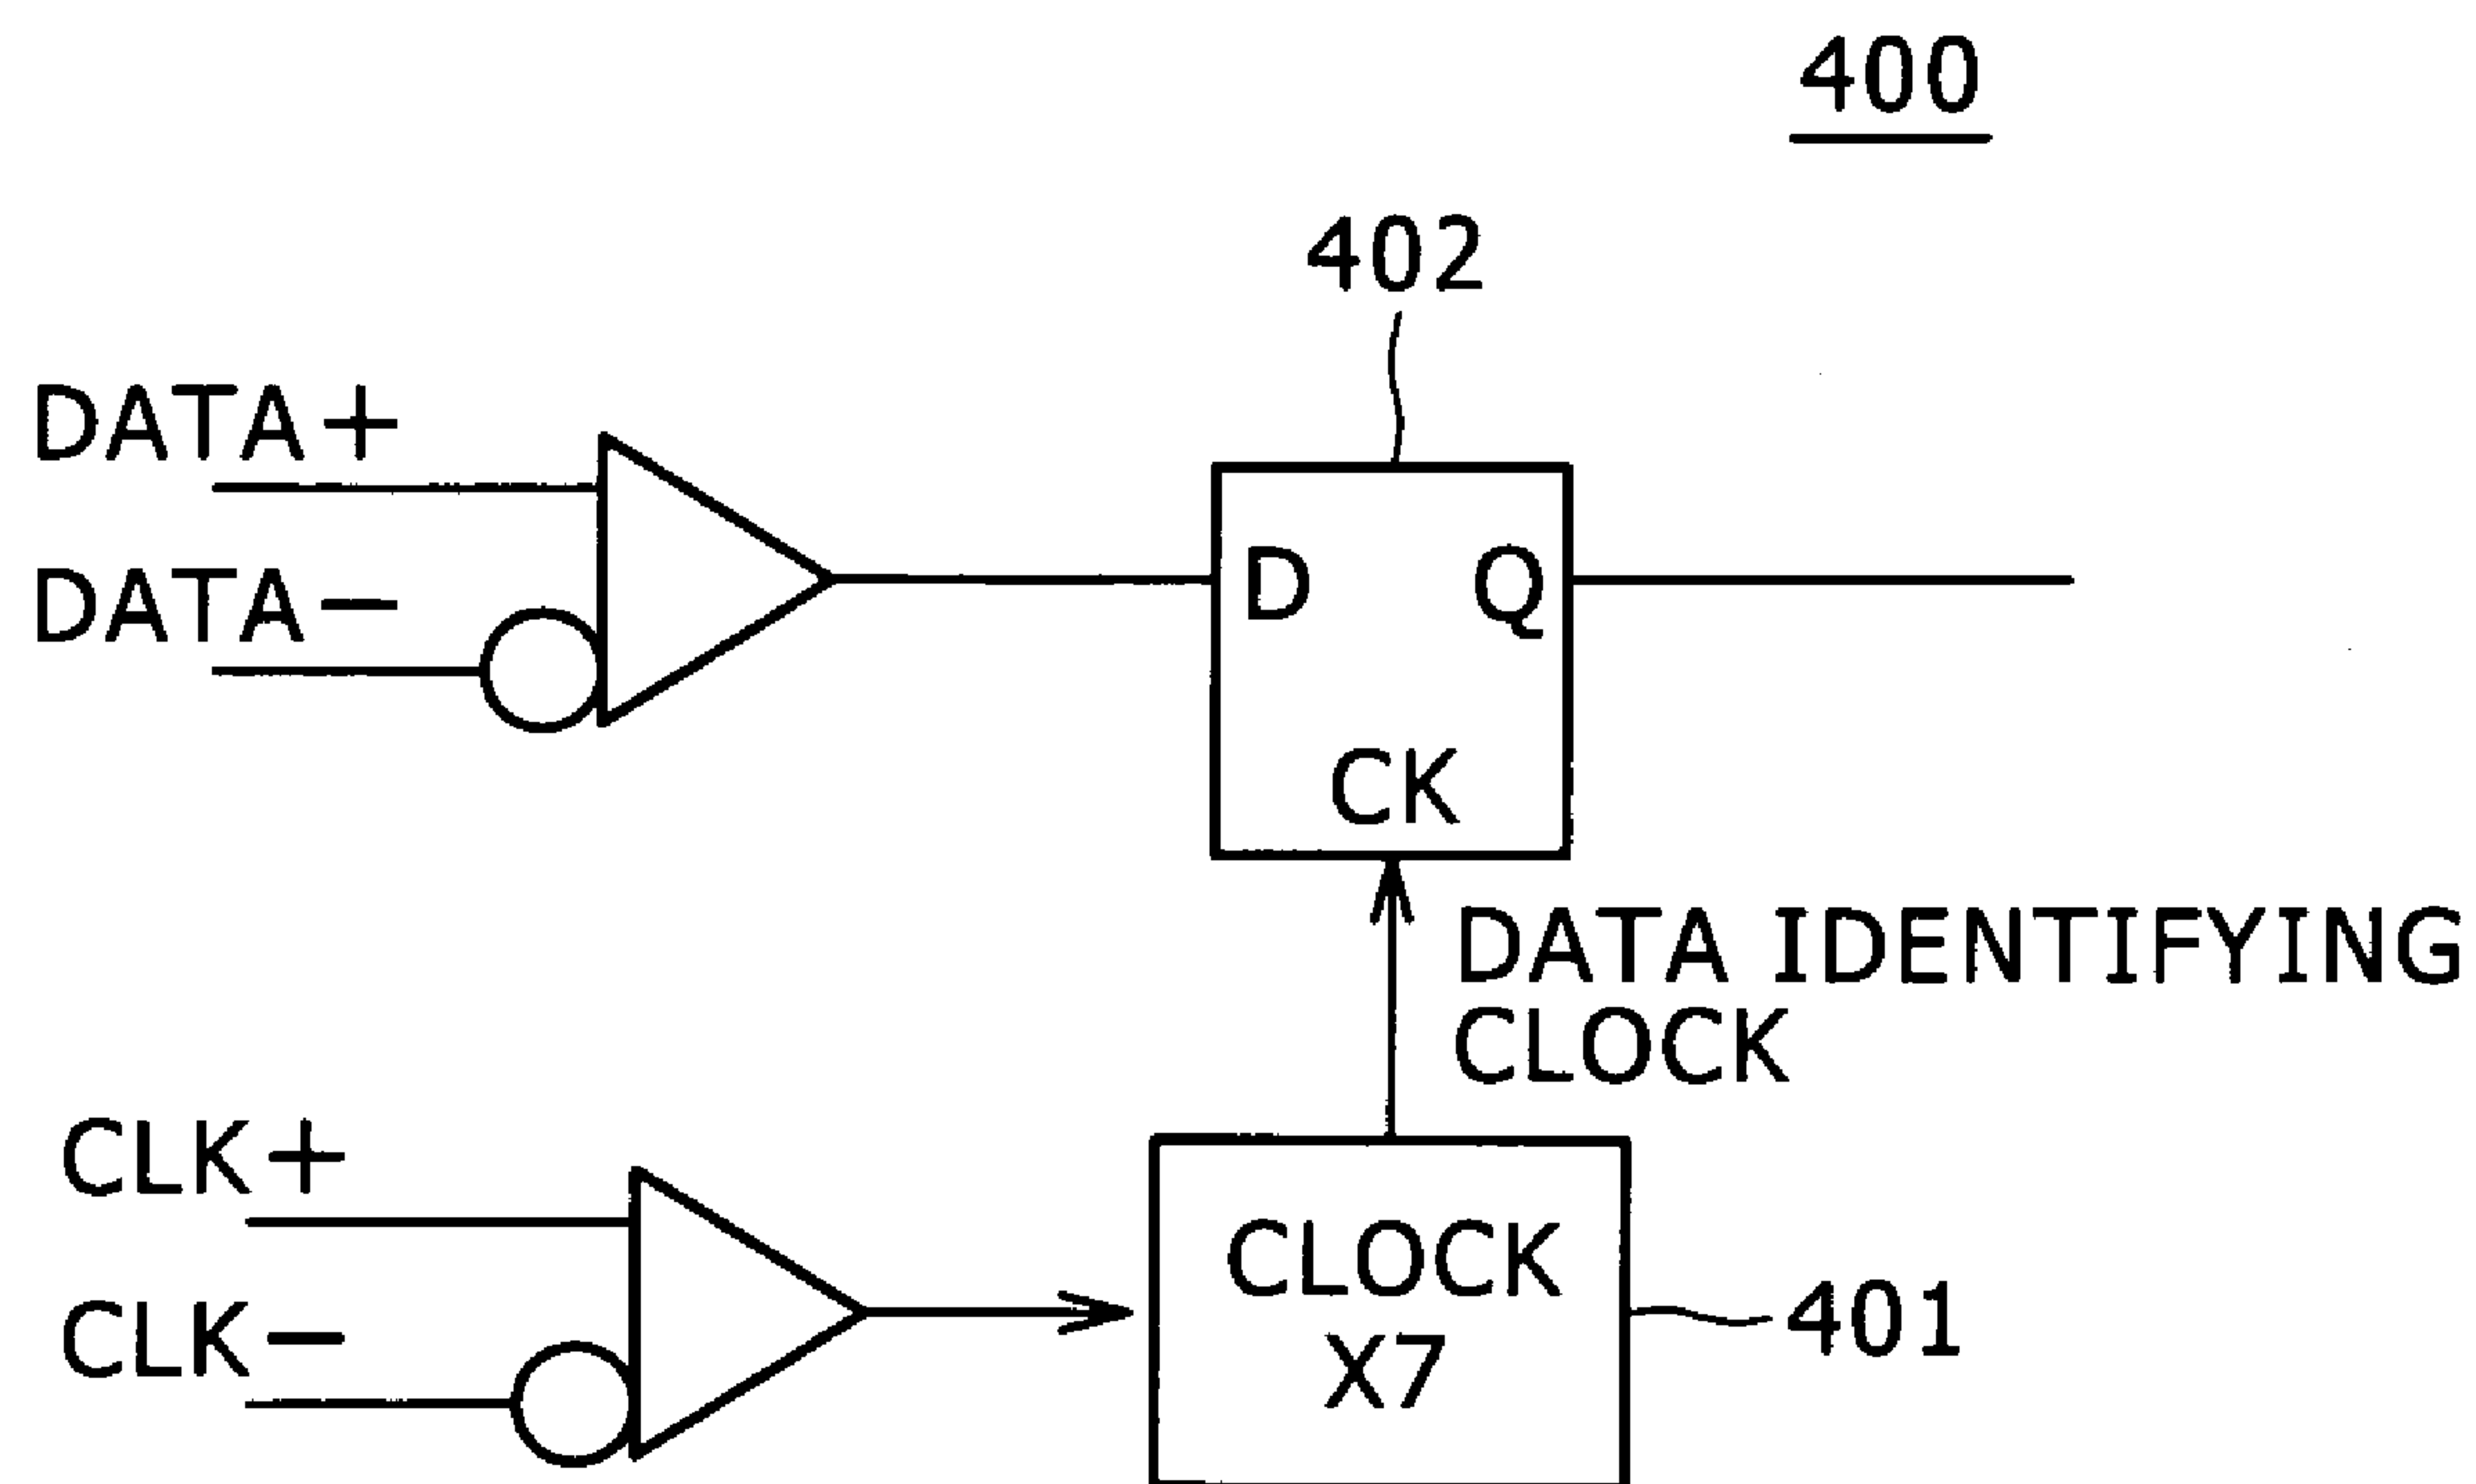 400
402
DATA+
DATA−
D Q
CK
DATA IDENTIFYING
CLOCK
CLK+
CLK−
CLOCK
X7
401